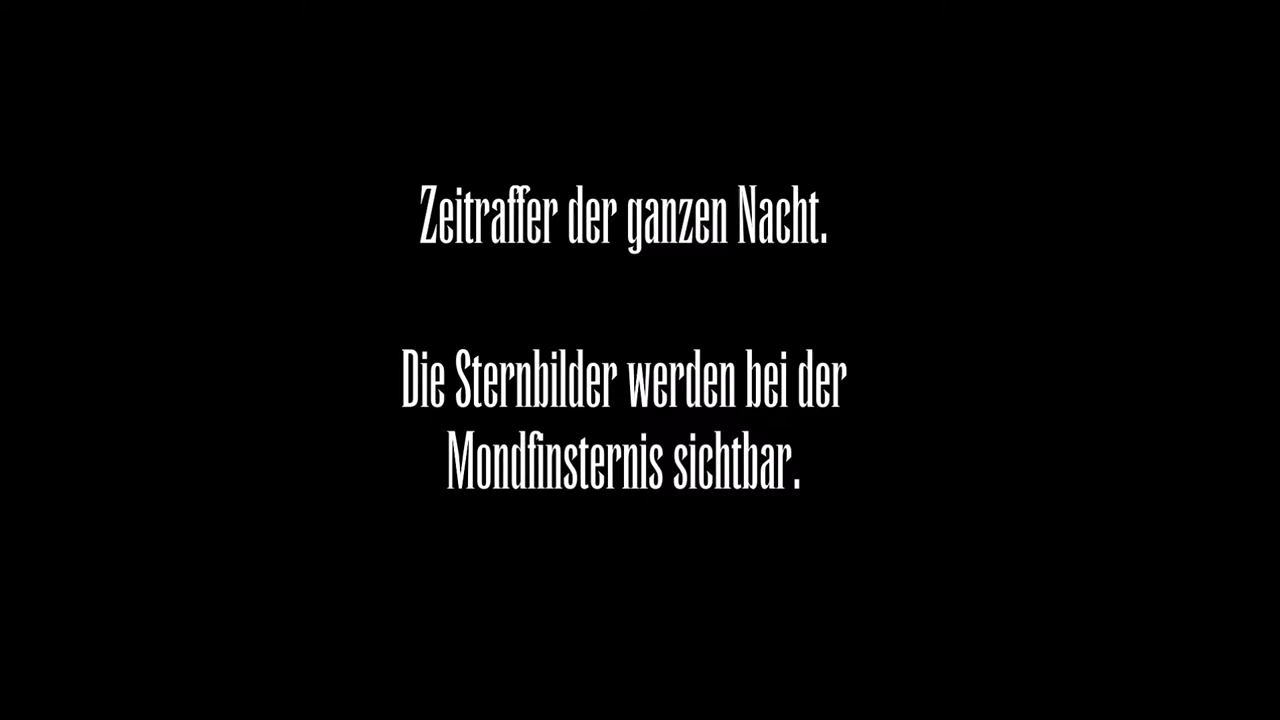 Zeitraffer der ganzen Nacht.
Die Sternbilder werden bei der
Mondfinsternis sichtbar.